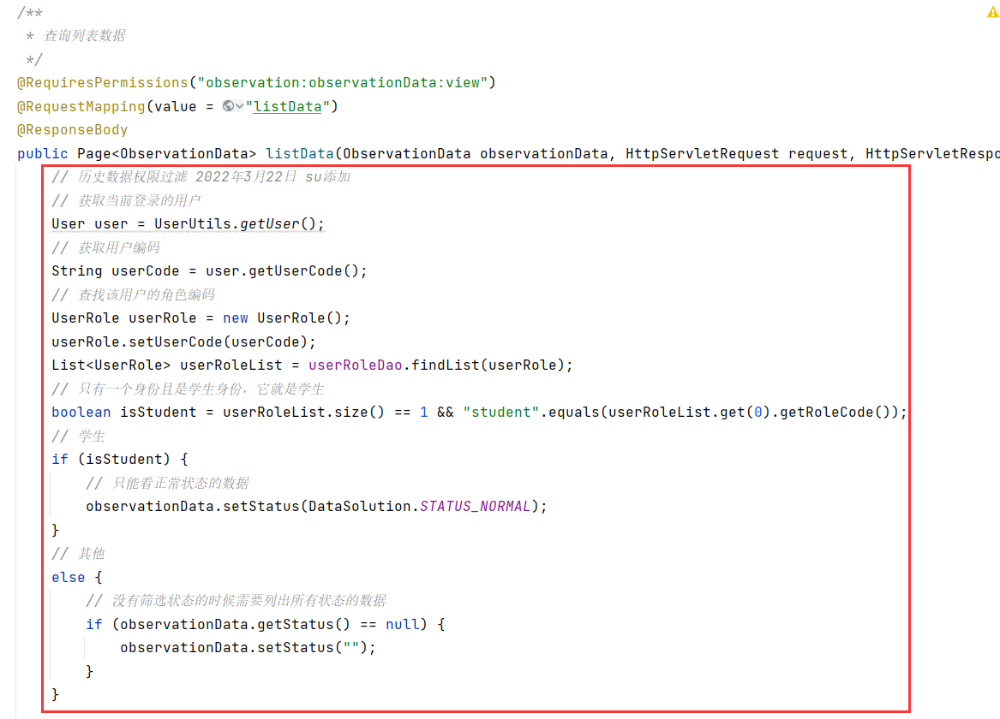 /**
 * 查询列表数据
 */
@RequiresPermissions("observation:observationData:view")
@RequestMapping(value = "listData")
@ResponseBody
public Page<ObservationData> listData(ObservationData observationData, HttpServletRequest request, HttpServletRespo
    // 历史数据权限过滤 2022年3月22日 su添加
    // 获取当前登录的用户
    User user = UserUtils.getUser();
    // 获取用户编码
    String userCode = user.getUserCode();
    // 查找该用户的角色编码
    UserRole userRole = new UserRole();
    userRole.setUserCode(userCode);
    List<UserRole> userRoleList = userRoleDao.findList(userRole);
    // 只有一个身份且是学生身份，它就是学生
    boolean isStudent = userRoleList.size() == 1 && "student".equals(userRoleList.get(0).getRoleCode());
    // 学生
    if (isStudent) {
        // 只能看正常状态的数据
        observationData.setStatus(DataSolution.STATUS_NORMAL);
    }
    // 其他
    else {
        // 没有筛选状态的时候需要列出所有状态的数据
        if (observationData.getStatus() == null) {
            observationData.setStatus("");
        }
    }